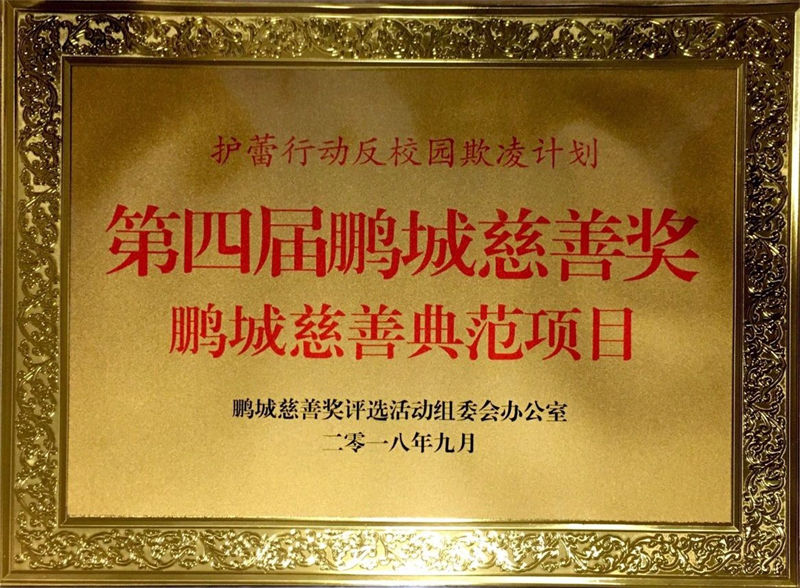 护蕾行动反校园欺凌计划
第四届鹏城慈善奖
鹏城慈善典范项目
鹏城慈善奖评选活动组委会办公室
二零一八年九月